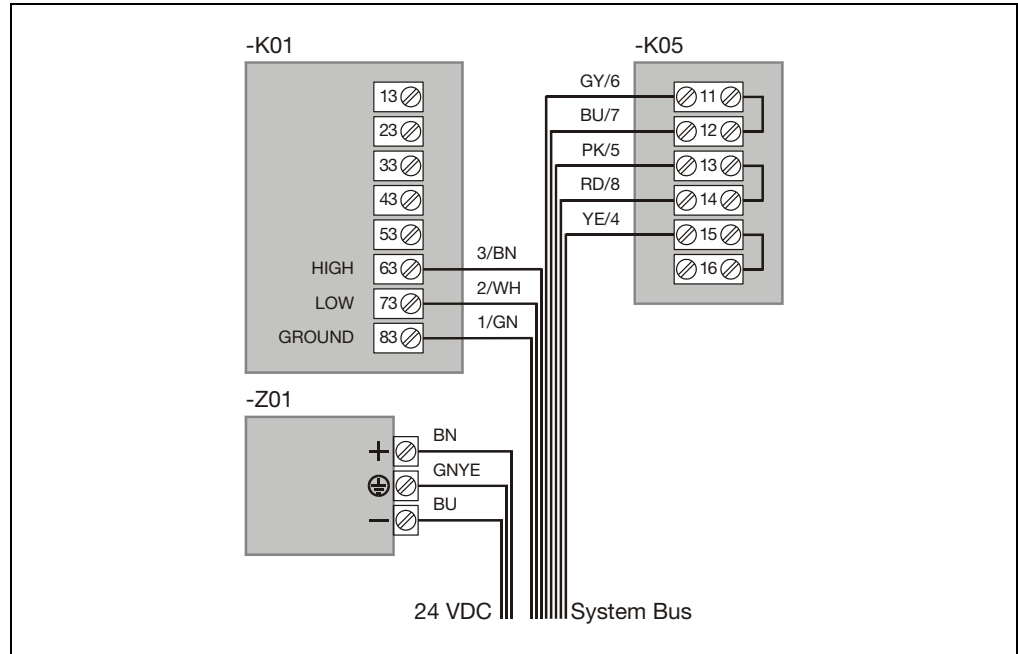 -K01
13
23
33
43
53
HIGH 63 3/BN
LOW 73 2/WH
GROUND 83 1/GN
-K05
GY/6 11
BU/7 12
PK/5 13
RD/8 14
YE/4 15
16
-Z01
+ BN
GNYE
− BU
24 VDC
System Bus